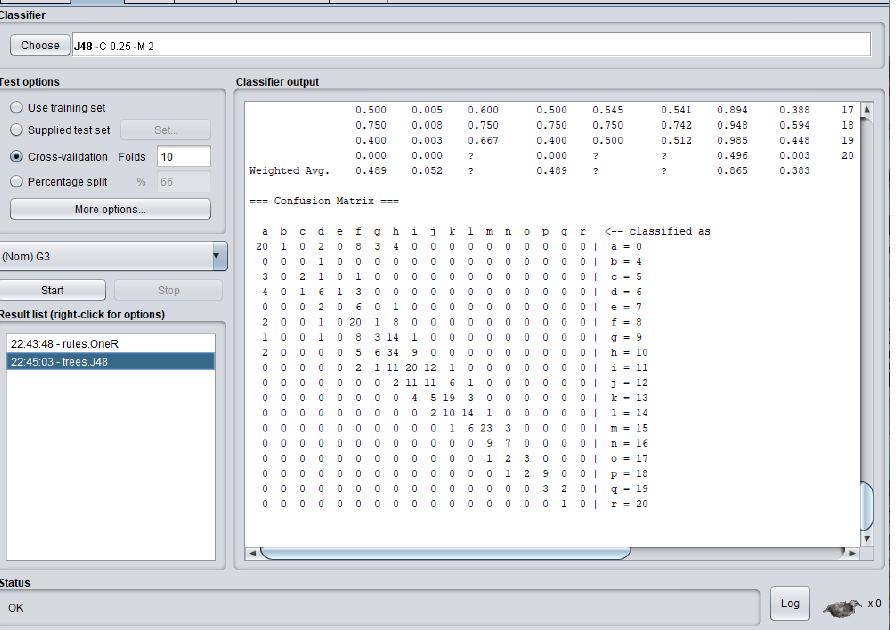 Classifier
Choose J48 -C 0.25 -M 2
Test options
Use training set
Supplied test set Set...
Cross-validation Folds 10
Percentage split % 66
More options...
(Nom) G3
Start Stop
Result list (right-click for options)
22:43:48 - rules.OneR
22:45:03 - trees.J48
Classifier output
0.500 0.005 0.600 0.500 0.545 0.541 0.894 0.388 17
0.750 0.008 0.750 0.750 0.750 0.742 0.948 0.594 18
0.400 0.003 0.667 0.400 0.500 0.512 0.985 0.448 19
0.000 0.000 ? 0.000 ? ? 0.496 0.003 20
Weighted Avg. 0.489 0.052 ? 0.489 ? ? 0.865 0.383
=== Confusion Matrix ===
a b c d e f g h i j k l m n o p q r <-- classified as
20 1 0 2 0 8 3 4 0 0 0 0 0 0 0 0 0 0 | a = 0
0 0 0 1 0 0 0 0 0 0 0 0 0 0 0 0 0 0 | b = 4
3 0 2 1 0 1 0 0 0 0 0 0 0 0 0 0 0 0 | c = 5
4 0 1 6 1 3 0 0 0 0 0 0 0 0 0 0 0 0 | d = 6
0 0 0 2 0 6 0 1 0 0 0 0 0 0 0 0 0 0 | e = 7
2 0 0 1 0 20 1 8 0 0 0 0 0 0 0 0 0 0 | f = 8
1 0 0 1 0 8 3 14 1 0 0 0 0 0 0 0 0 0 | g = 9
2 0 0 0 0 5 6 34 9 0 0 0 0 0 0 0 0 0 | h = 10
0 0 0 0 0 2 1 11 20 12 1 0 0 0 0 0 0 0 | i = 11
0 0 0 0 0 0 0 2 11 11 6 1 0 0 0 0 0 0 | j = 12
0 0 0 0 0 0 0 0 4 5 19 3 0 0 0 0 0 0 | k = 13
0 0 0 0 0 0 0 0 0 2 10 14 1 0 0 0 0 0 | l = 14
0 0 0 0 0 0 0 0 0 0 1 6 23 3 0 0 0 0 | m = 15
0 0 0 0 0 0 0 0 0 0 0 0 9 7 0 0 0 0 | n = 16
0 0 0 0 0 0 0 0 0 0 0 0 1 2 3 0 0 0 | o = 17
0 0 0 0 0 0 0 0 0 0 0 0 0 1 2 9 0 0 | p = 18
0 0 0 0 0 0 0 0 0 0 0 0 0 0 0 3 2 0 | q = 19
0 0 0 0 0 0 0 0 0 0 0 0 0 0 0 0 1 0 | r = 20
Status
OK
Log
x 0